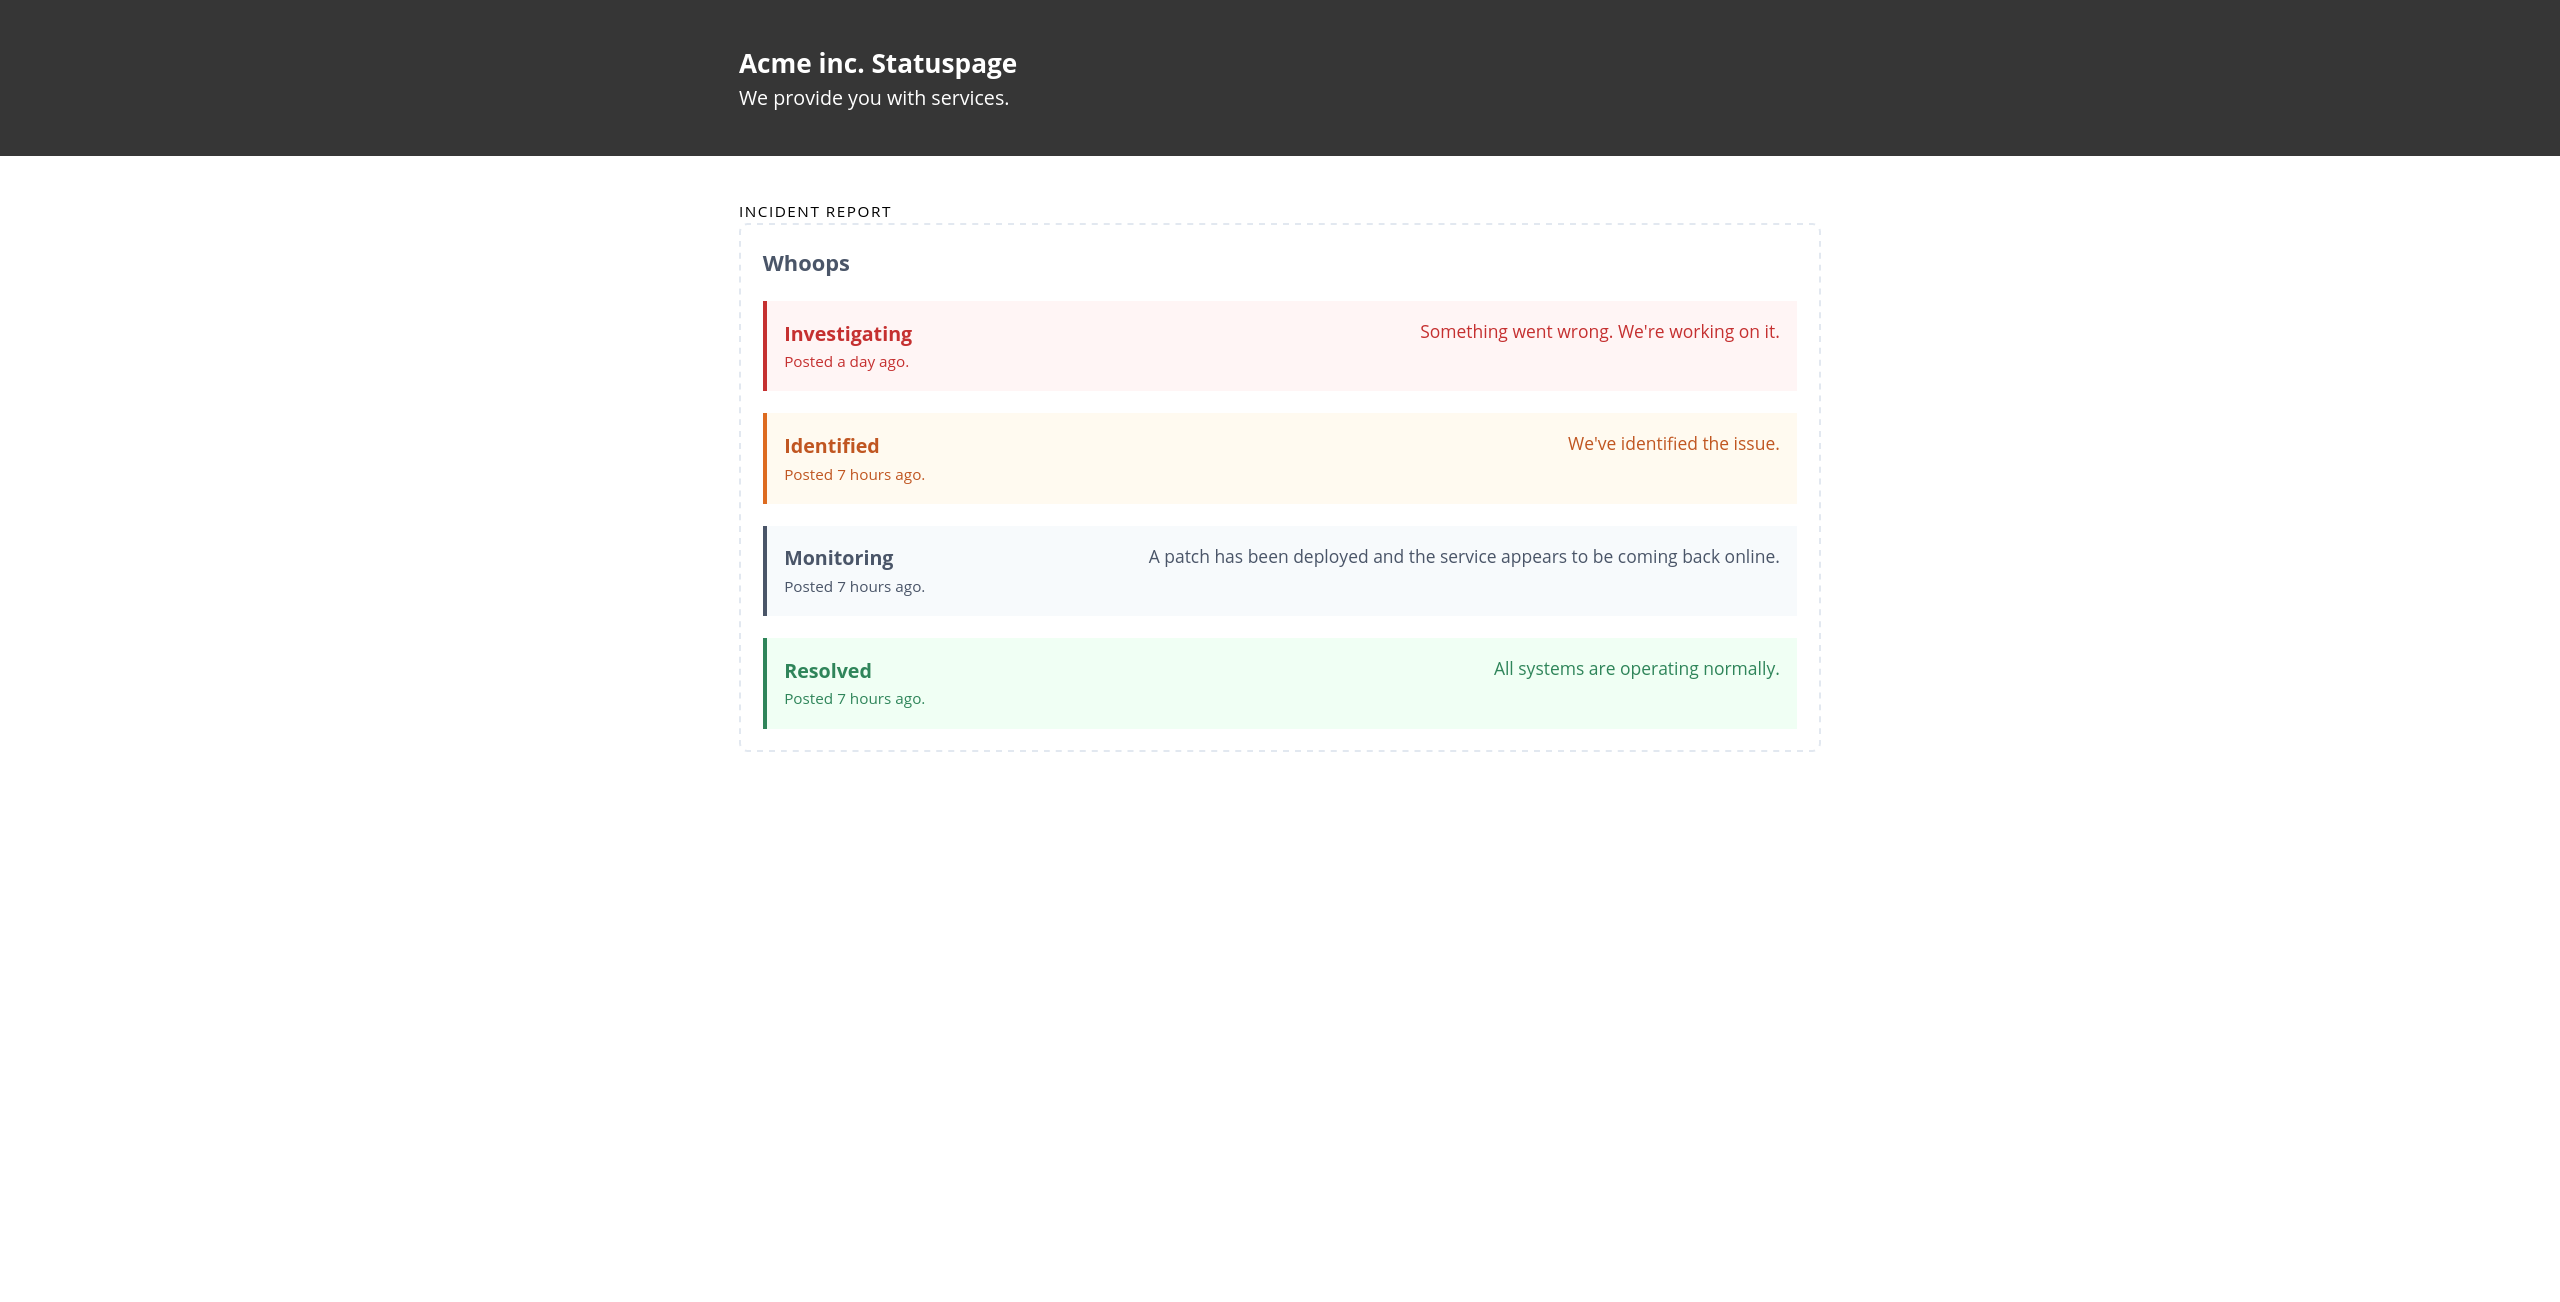 Acme inc. Statuspage
We provide you with services.
INCIDENT REPORT
Whoops
Investigating
Something went wrong. We're working on it.
Posted a day ago.
Identified
We've identified the issue.
Posted 7 hours ago.
Monitoring
A patch has been deployed and the service appears to be coming back online.
Posted 7 hours ago.
Resolved
All systems are operating normally.
Posted 7 hours ago.